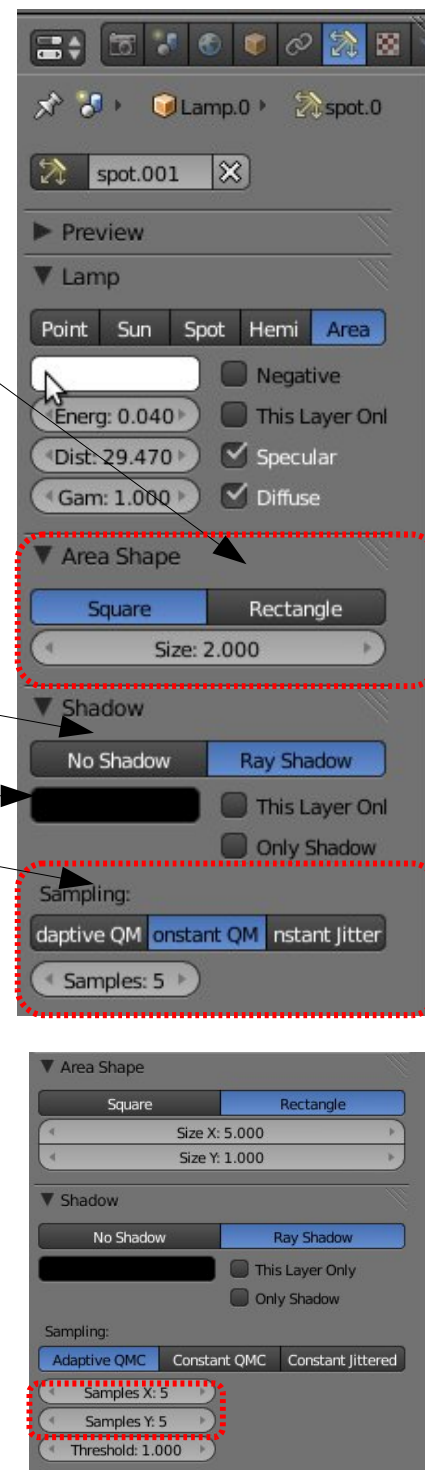 Lamp.0 spot.0
spot.001
Preview
Lamp
Point Sun Spot Hemi Area
Negative
Energ: 0.040 This Layer Onl
Dist: 29.470 Specular
Gam: 1.000 Diffuse
Area Shape
Square Rectangle
Size: 2.000
Shadow
No Shadow Ray Shadow
This Layer Onl
Only Shadow
Sampling:
daptive QM onstant QM nstant Jitter
Samples: 5
Area Shape
Square Rectangle
Size X: 5.000
Size Y: 1.000
Shadow
No Shadow Ray Shadow
This Layer Only
Only Shadow
Sampling:
Adaptive QMC Constant QMC Constant Jittered
Samples X: 5
Samples Y: 5
Threshold: 1.000